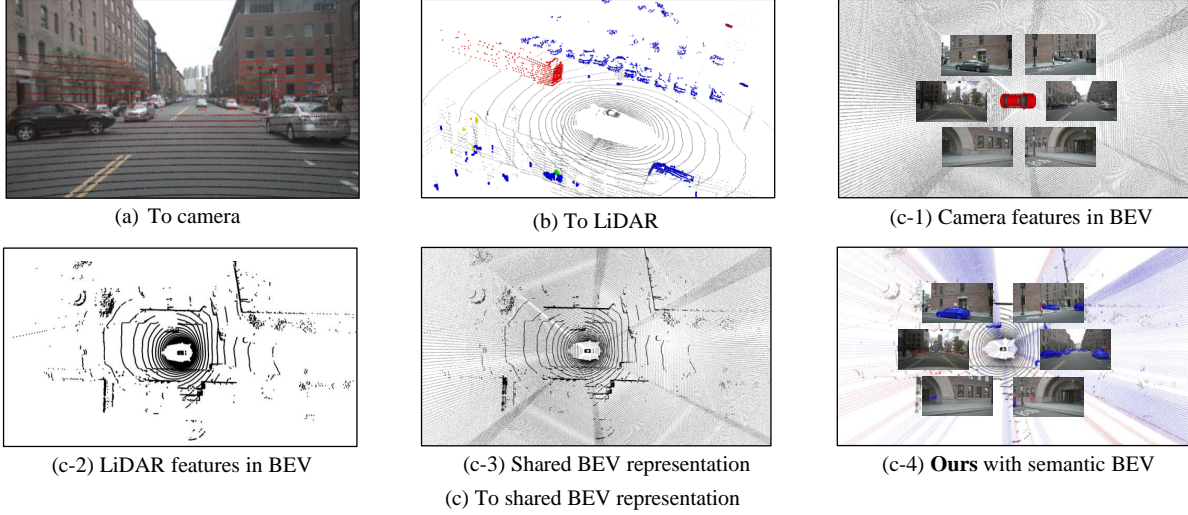 (a) To camera
(b) To LiDAR
(c-1) Camera features in BEV
(c-2) LiDAR features in BEV
(c-3) Shared BEV representation
(c-4) Ours with semantic BEV
(c) To shared BEV representation